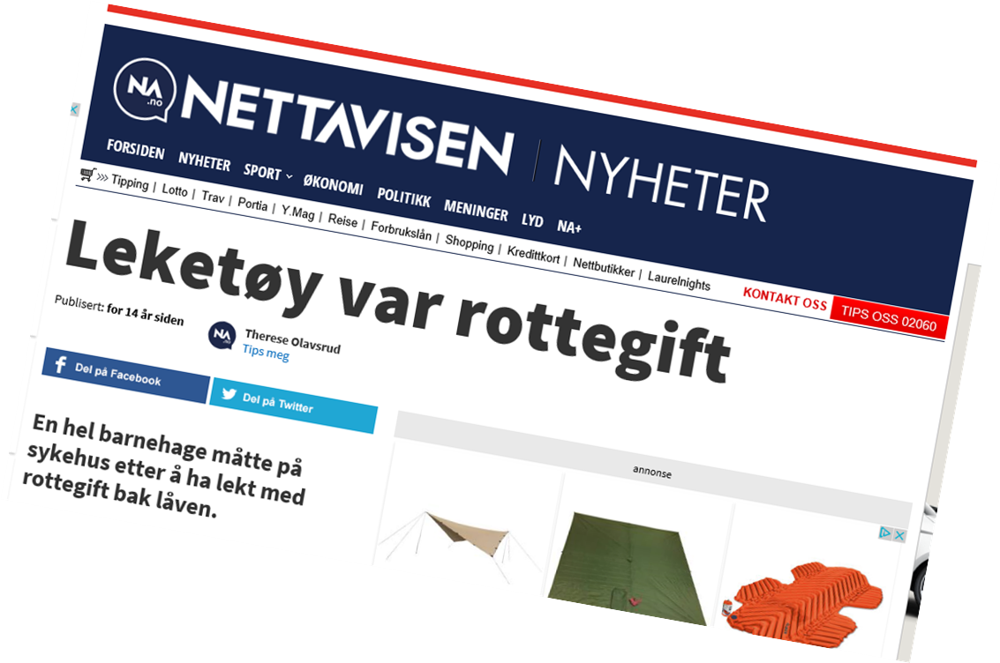 NA
.no
NETTAVISEN | NYHETER
FORSIDEN NYHETER SPORT ØKONOMI POLITIKK MENINGER LYD NA+
>>> Tipping | Lotto | Trav | Portia | Y.Mag | Reise | Forbrukslån | Shopping | Kredittkort | Nettbutikker | Laurelnights
KONTAKT OSS TIPS OSS 02060
Leketøy var rottegift
Publisert: for 14 år siden
NA
.no
Therese Olavsrud
Tips meg
Del på Facebook
Del på Twitter
En hel barnehage måtte på
sykehus etter å ha lekt med
rottegift bak låven.
annonse